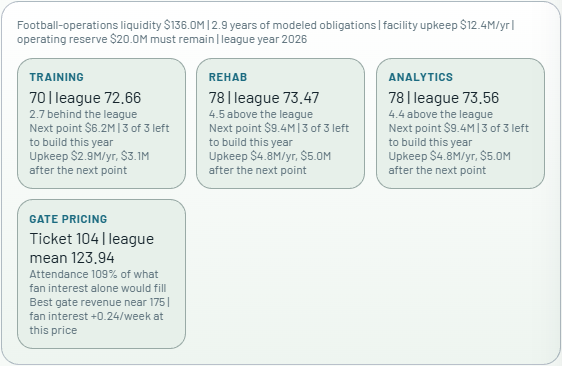 Football-operations liquidity $136.0M | 2.9 years of modeled obligations | facility upkeep $12.4M/yr |
operating reserve $20.0M must remain | league year 2026
TRAINING
70 | league 72.66
2.7 behind the league
Next point $6.2M | 3 of 3 left
to build this year
Upkeep $2.9M/yr, $3.1M
after the next point
REHAB
78 | league 73.47
4.5 above the league
Next point $9.4M | 3 of 3 left
to build this year
Upkeep $4.8M/yr, $5.0M
after the next point
ANALYTICS
78 | league 73.56
4.4 above the league
Next point $9.4M | 3 of 3 left
to build this year
Upkeep $4.8M/yr, $5.0M
after the next point
GATE PRICING
Ticket 104 | league
mean 123.94
Attendance 109% of what
fan interest alone would fill
Best gate revenue near 175 |
fan interest +0.24/week at
this price